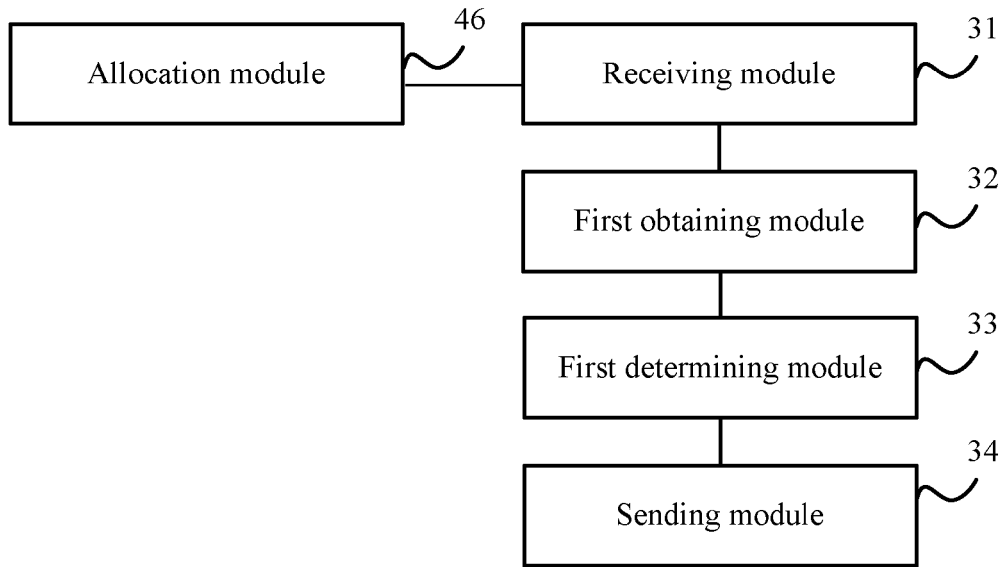 46
Allocation module
31
Receiving module
32
First obtaining module
33
First determining module
34
Sending module